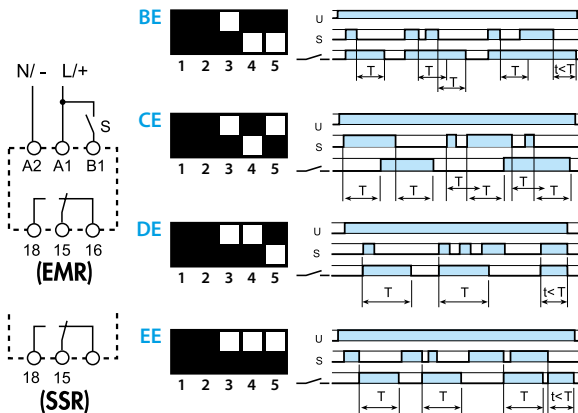 N/ - L/+
S
A2 A1 B1
18 15 16
(EMR)
18 15
(SSR)
BE
1 2 3 4 5
U
S
T T T t<T
T
CE
1 2 3 4 5
U
S
T T
T T
T T
DE
1 2 3 4 5
U
S
T T t<T
EE
1 2 3 4 5
U
S
T T T t<T